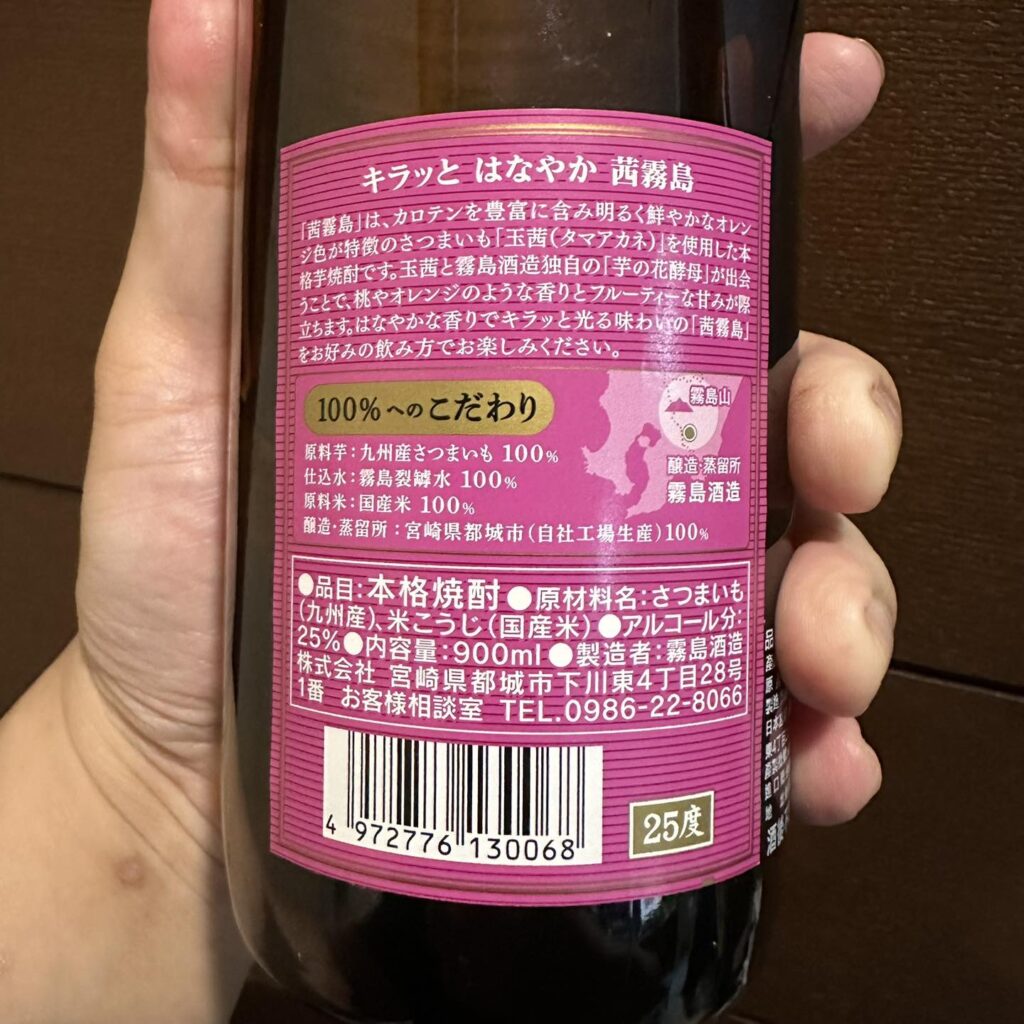 キラッと はなやか 茜霧島
「茜霧島」は、カロテンを豊富に含み明るく鮮やかなオレン
ジ色が特徴のさつまいも「玉茜(タマアカネ)」を使用した本
格芋焼酎です。玉茜と霧島酒造独自の「芋の花酵母」が出会
うことで、桃やオレンジのような香りとフルーティーな甘みが際
立ちます。はなやかな香りでキラッと光る味わいの「茜霧島」
をお好みの飲み方でお楽しみください。
100%へのこだわり
原料芋:九州産さつまいも 100%
仕込水:霧島裂罅水 100%
原料米:国産米 100%
醸造・蒸留所:宮崎県都城市(自社工場生産)100%
霧島山
醸造・蒸留所
霧島酒造
●品目:本格焼酎 ●原材料名:さつまいも
(九州産)、米こうじ(国産米) ●アルコール分:
25% ●内容量:900ml ●製造者:霧島酒造
株式会社 宮崎県都城市下川東4丁目28号
1番 お客様相談室 TEL.0986-22-8066
4 972776 130068
25度